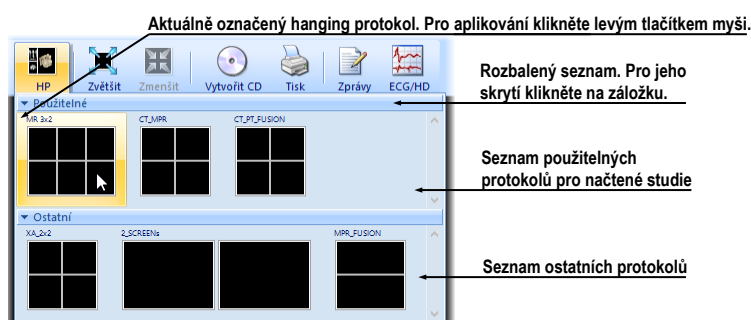 Aktuálně označený hanging protokol. Pro aplikování klikněte levým tlačítkem myši.
HP
Zvětšit
Zmenšit
Vytvořit CD
Tisk
Zprávy
ECG/HD
Rozbalený seznam. Pro jeho
skrytí klikněte na záložku.
Použitelné
MR 3x2
CT_MPR
CT_PT_FUSION
Seznam použitelných
protokolů pro načtené studie
Ostatní
XA_2x2
2_SCREENs
MPR_FUSION
Seznam ostatních protokolů